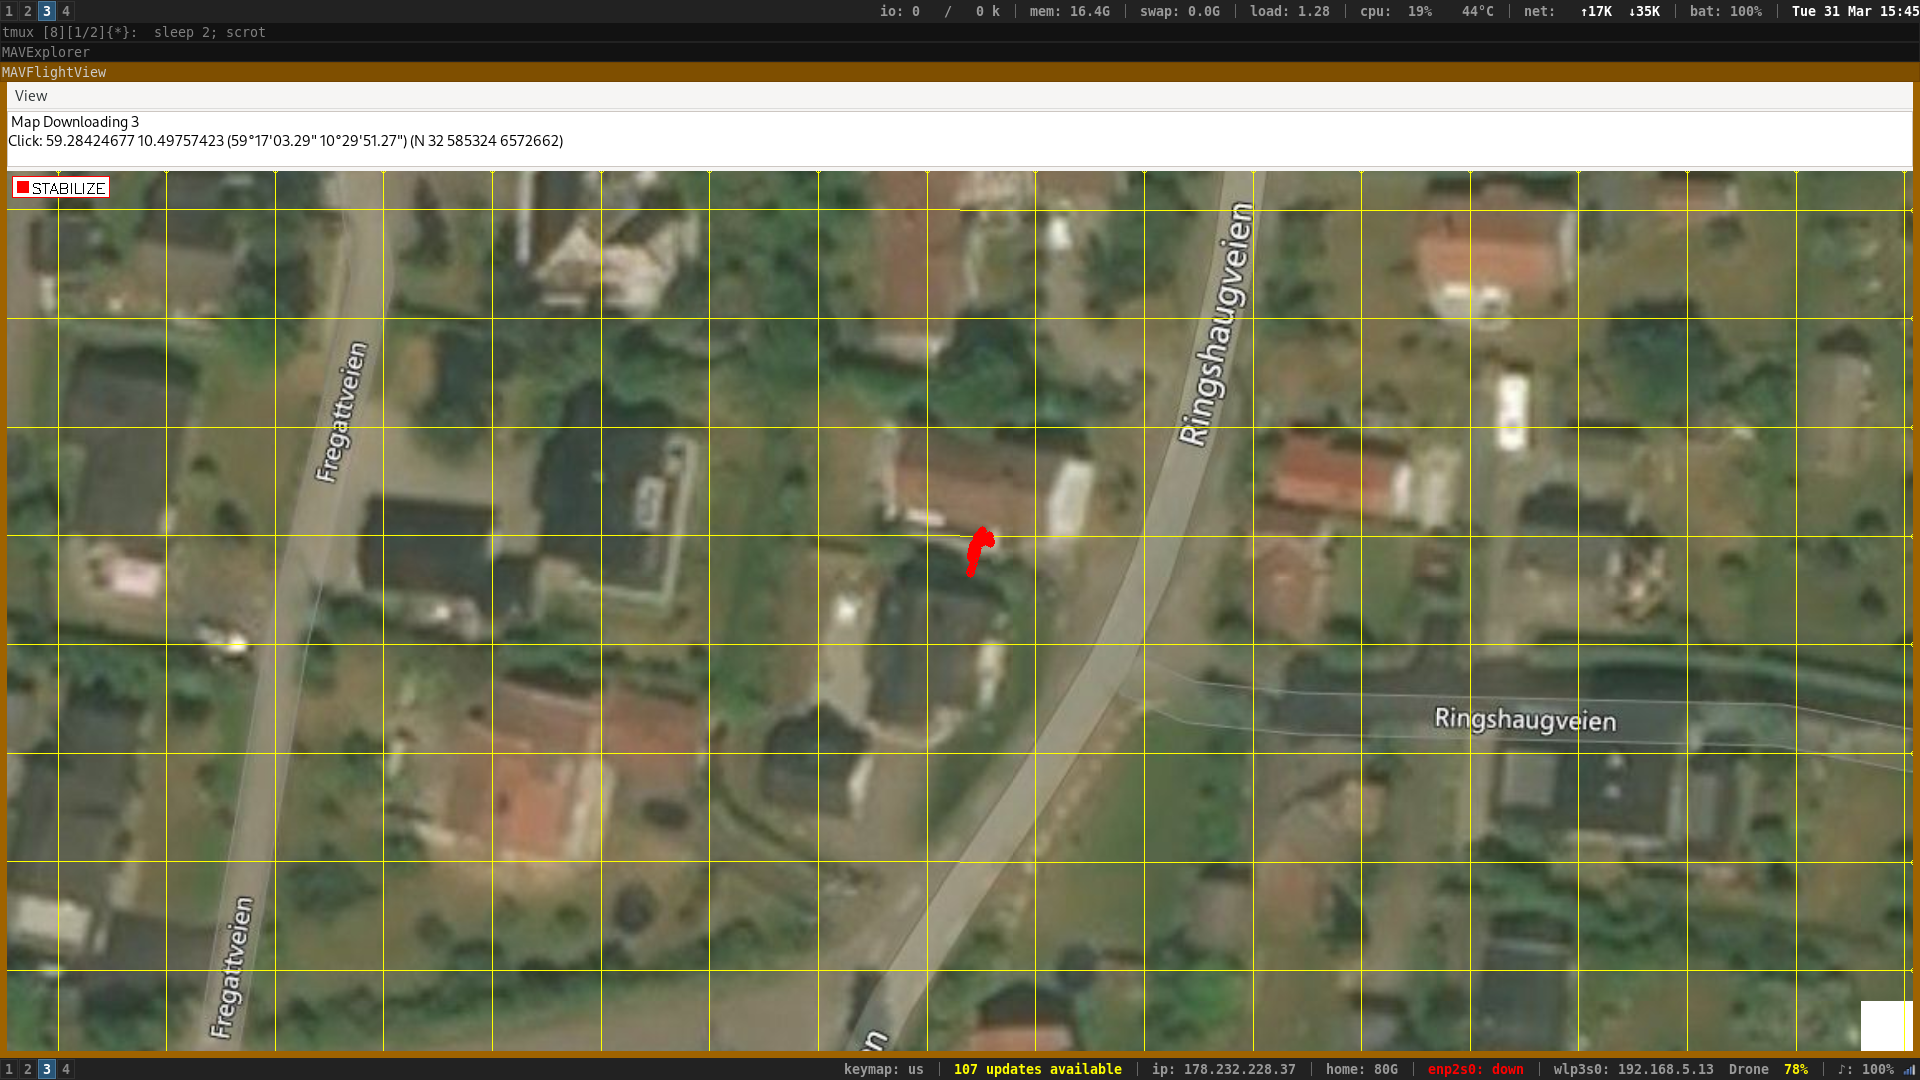 1 2 3 4 io: 0 / 0 k | mem: 16.4G | swap: 0.0G | load: 1.28 | cpu: 19% 44°C | net: ↑17K ↓35K | bat: 100% | Tue 31 Mar 15:45
tmux [8][1/2]{*}: sleep 2; scrot
MAVExplorer
MAVFlightView
View
Map Downloading 3
Click: 59.28424677 10.49757423 (59°17'03.29" 10°29'51.27") (N 32 585324 6572662)
STABILIZE
Ringshaugveien
Fregattveien
Ringshaugveien
Fregattveien
en
1 2 3 4 keymap: us | 107 updates available | ip: 178.232.228.37 | home: 80G | enp2s0: down | wlp3s0: 192.168.5.13 Drone 78% | ♪: 100%